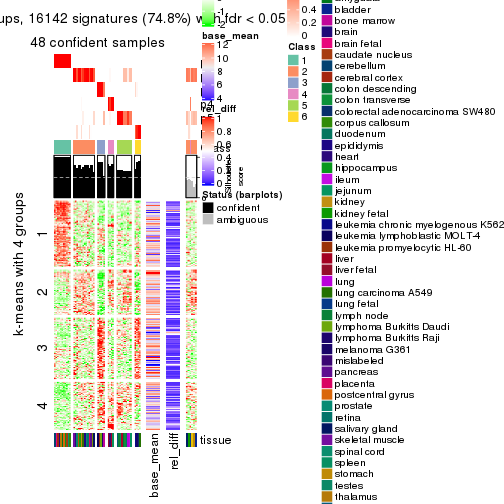 ups, 16142 signatures (74.8%) with fdr < 0.05
48 confident samples
base_mean
12
10
8
6
4
rel_diff
1
0.8
0.6
0.4
0.2
0
Status (barplots)
confident
ambiguous
Silhouette
score
k-means with 4 groups
1
2
3
4
base_mean
rel_diff
tissue
0.4
0.2
0
Class
1
2
3
4
5
6
bladder
bone marrow
brain
brain fetal
caudate nucleus
cerebellum
cerebral cortex
colon descending
colon transverse
colorectal adenocarcinoma SW480
corpus callosum
duodenum
epididymis
heart
hippocampus
ileum
jejunum
kidney
kidney fetal
leukemia chronic myelogenous K562
leukemia lymphoblastic MOLT-4
leukemia promyelocytic HL-60
liver
liver fetal
lung
lung carcinoma A549
lung fetal
lymph node
lymphoma Burkitts Daudi
lymphoma Burkitts Raji
melanoma G361
mislabeled
pancreas
placenta
postcentral gyrus
prostate
retina
salivary gland
skeletal muscle
spinal cord
spleen
stomach
testes
thalamus